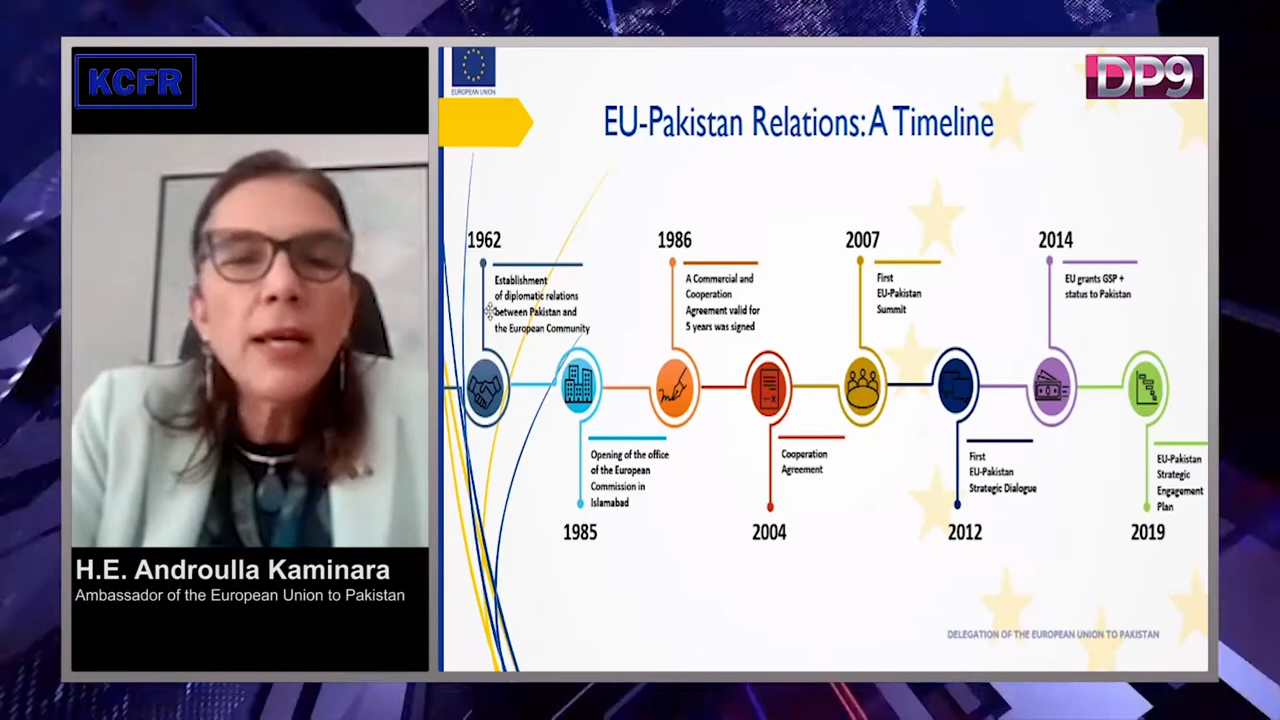 KCFR
H.E. Androulla Kaminara
Ambassador of the European Union to Pakistan
EUROPEAN UNION
DP9
EU-Pakistan Relations: A Timeline
1962
Establishment
of diplomatic relations
between Pakistan and
the European Community
Opening of the office
of the European
Commission in
Islamabad
1985
1986
A Commercial and
Cooperation
Agreement valid for
5 years was signed
Cooperation
Agreement
2004
2007
First
EU-Pakistan
Summit
First
EU-Pakistan
Strategic Dialogue
2012
2014
EU grants GSP +
status to Pakistan
EU-Pakistan
Strategic
Engagement
Plan
2019
DELEGATION OF THE EUROPEAN UNION TO PAKISTAN